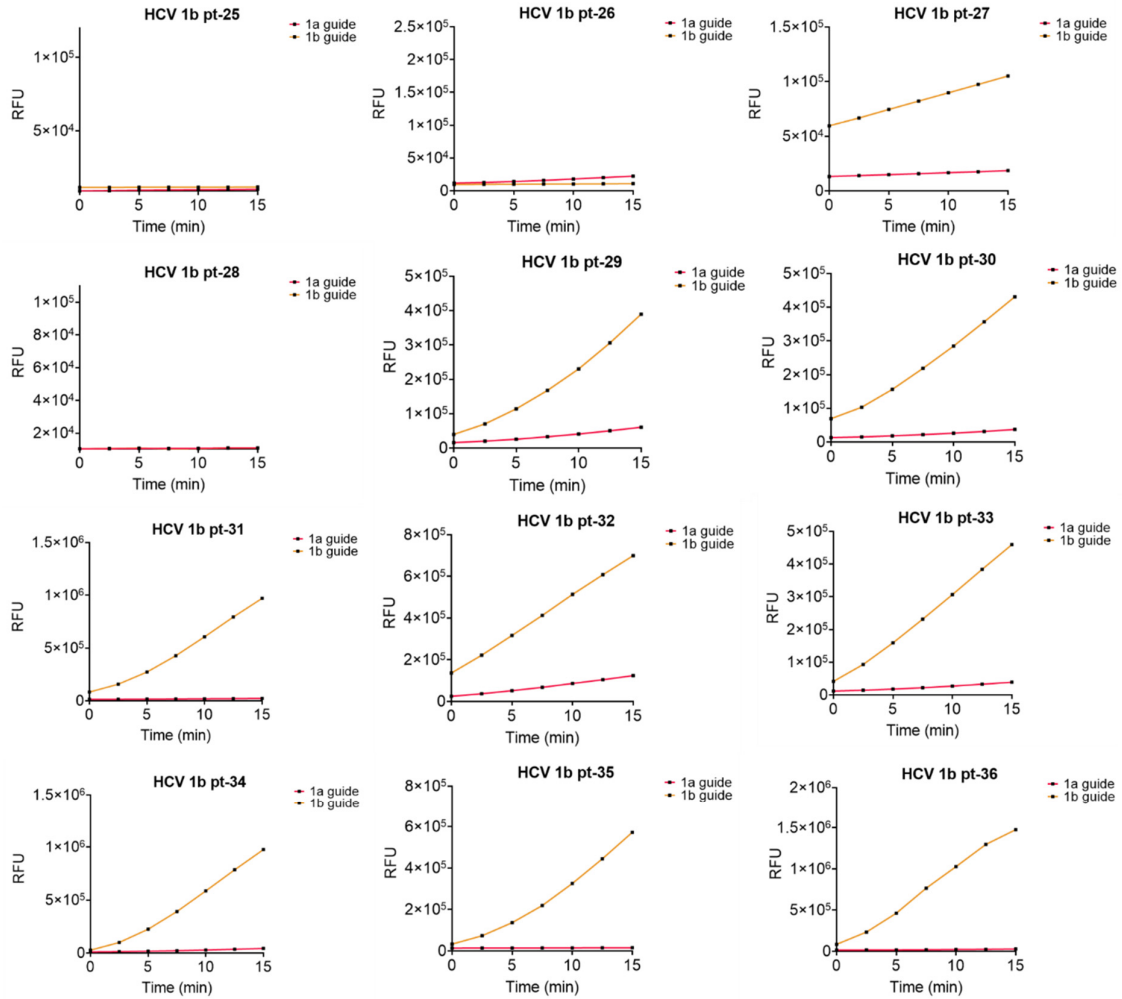 HCV 1b pt-25
1a guide
1b guide
1×10⁵
5×10⁴
RFU
0 5 10 15
Time (min)
HCV 1b pt-26
1a guide
1b guide
2.5×10⁵
2×10⁵
1.5×10⁵
1×10⁵
5×10⁴
0
RFU
0 5 10 15
Time (min)
HCV 1b pt-27
1a guide
1b guide
1.5×10⁵
1×10⁵
5×10⁴
0
RFU
0 5 10 15
Time (min)
HCV 1b pt-28
1a guide
1b guide
1×10⁵
8×10⁴
6×10⁴
4×10⁴
2×10⁴
RFU
0 5 10 15
Time (min)
HCV 1b pt-29
1a guide
1b guide
5×10⁵
4×10⁵
3×10⁵
2×10⁵
1×10⁵
0
RFU
0 5 10 15
Time (min)
HCV 1b pt-30
1a guide
1b guide
5×10⁵
4×10⁵
3×10⁵
2×10⁵
1×10⁵
0
RFU
0 5 10 15
Time (min)
HCV 1b pt-31
1a guide
1b guide
1.5×10⁶
1×10⁶
5×10⁵
0
RFU
0 5 10 15
Time (min)
HCV 1b pt-32
1a guide
1b guide
8×10⁵
6×10⁵
4×10⁵
2×10⁵
0
RFU
0 5 10 15
Time (min)
HCV 1b pt-33
1a guide
1b guide
5×10⁵
4×10⁵
3×10⁵
2×10⁵
1×10⁵
0
RFU
0 5 10 15
Time (min)
HCV 1b pt-34
1a guide
1b guide
1.5×10⁶
1×10⁶
5×10⁵
0
RFU
0 5 10 15
Time (min)
HCV 1b pt-35
1a guide
1b guide
8×10⁵
6×10⁵
4×10⁵
2×10⁵
0
RFU
0 5 10 15
Time (min)
HCV 1b pt-36
1a guide
1b guide
2×10⁶
1.5×10⁶
1×10⁶
5×10⁵
0
RFU
0 5 10 15
Time (min)